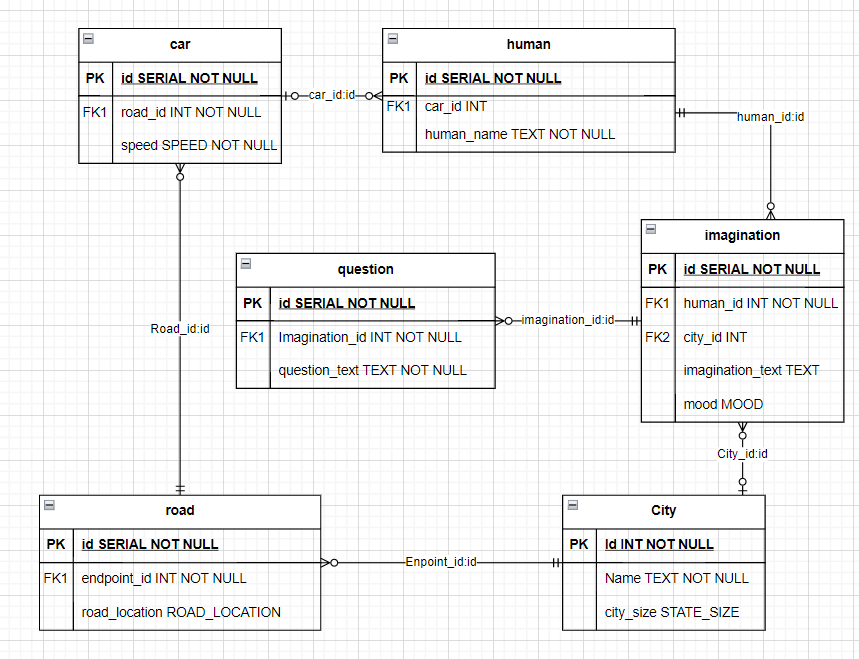 car
PK id SERIAL NOT NULL
FK1 road_id INT NOT NULL
speed SPEED NOT NULL
car_id:id
human
PK id SERIAL NOT NULL
FK1 car_id INT
human_name TEXT NOT NULL
human_id:id
imagination
PK id SERIAL NOT NULL
FK1 human_id INT NOT NULL
FK2 city_id INT
imagination_text TEXT
mood MOOD
question
PK id SERIAL NOT NULL
FK1 Imagination_id INT NOT NULL
question_text TEXT NOT NULL
imagination_id:id
Road_id:id
City_id:id
road
PK id SERIAL NOT NULL
FK1 endpoint_id INT NOT NULL
road_location ROAD_LOCATION
Enpoint_id:id
City
PK Id INT NOT NULL
Name TEXT NOT NULL
city_size STATE_SIZE